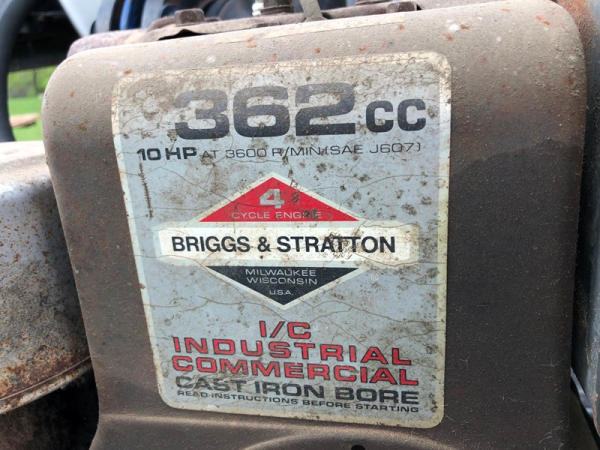 362cc
10 HP AT 3600 R/MIN (SAE J607)
4
CYCLE ENGINE
BRIGGS & STRATTON
MILWAUKEE
WISCONSIN
U.S.A.
I/C
INDUSTRIAL
COMMERCIAL
CAST IRON BORE
READ INSTRUCTIONS BEFORE STARTING